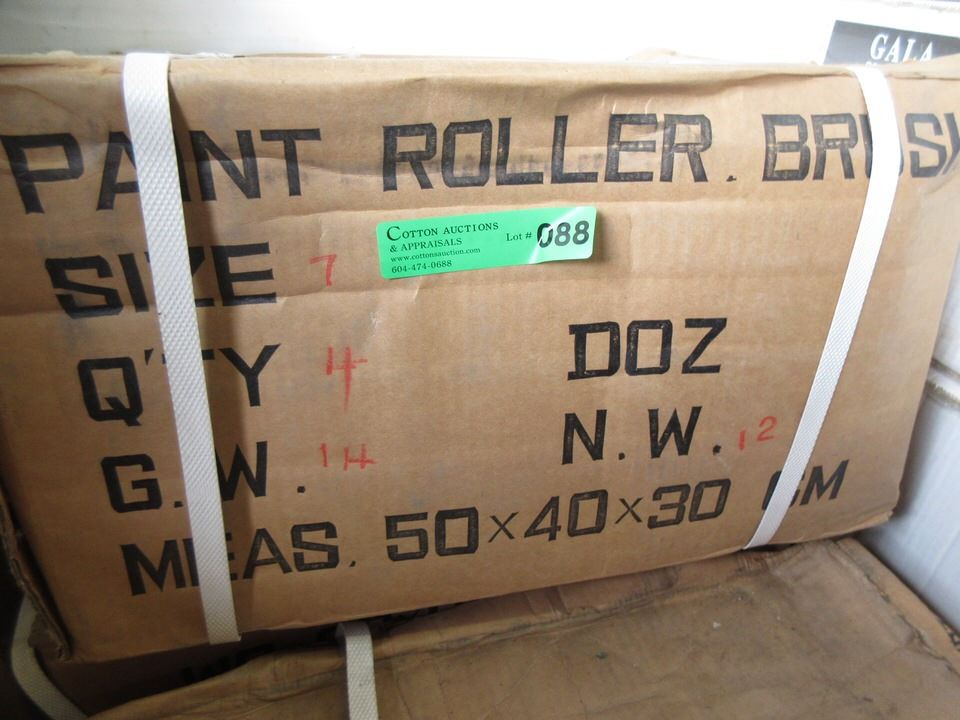 GALA
PAINT ROLLER. BRUSH
COTTON AUCTIONS
& APPRAISALS
www.cottonsauction.com
604-474-0688
Lot # 088
SIZE 7
Q'TY 4 DOZ
G.W. 14 N.W. 12
MEAS. 50×40×30 CM